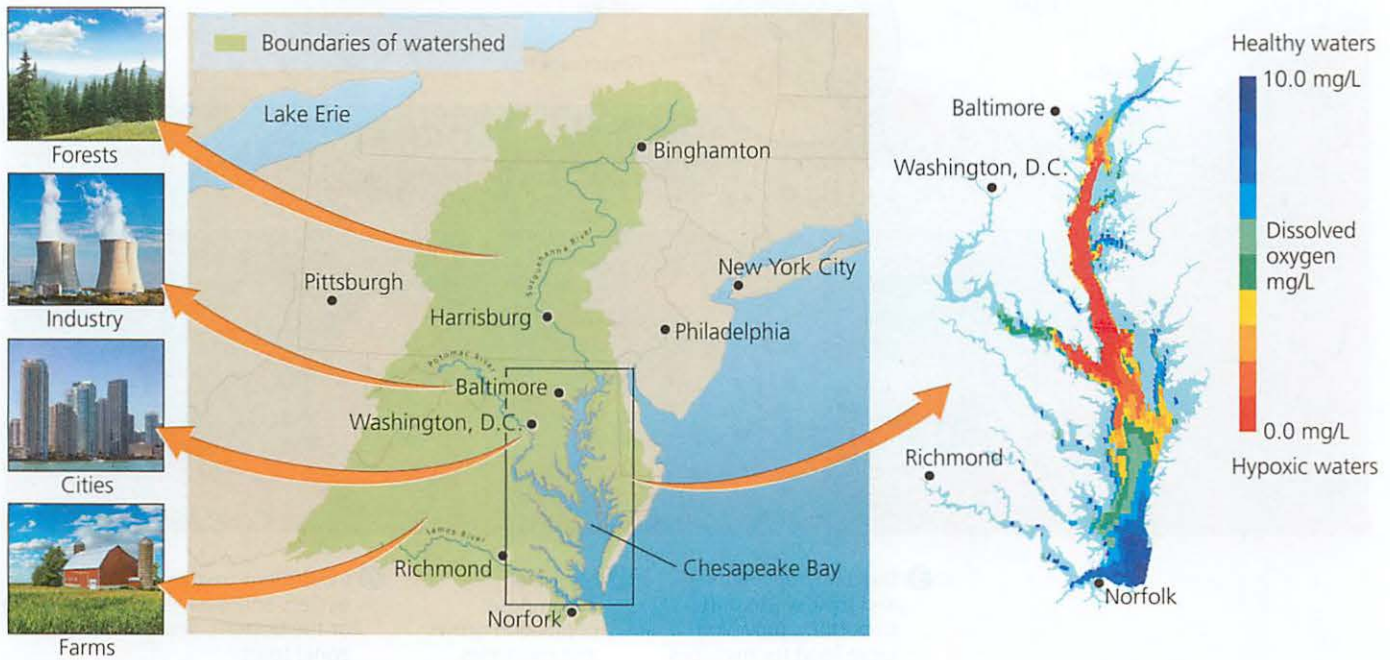 Forests
Industry
Cities
Farms
Boundaries of watershed
Lake Erie
Binghamton
Susquehanna River
Pittsburgh
New York City
Harrisburg
Philadelphia
Potomac River
Baltimore
Washington, D.C.
James River
Richmond
Chesapeake Bay
Norfork
Baltimore
Washington, D.C.
Richmond
Norfolk
Healthy waters
10.0 mg/L
Dissolved
oxygen
mg/L
0.0 mg/L
Hypoxic waters